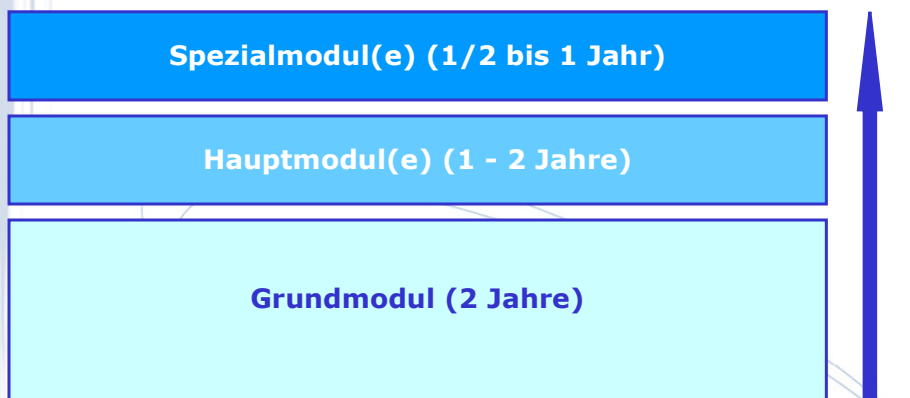 Spezialmodul(e) (1/2 bis 1 Jahr)
Hauptmodul(e) (1 - 2 Jahre)
Grundmodul (2 Jahre)